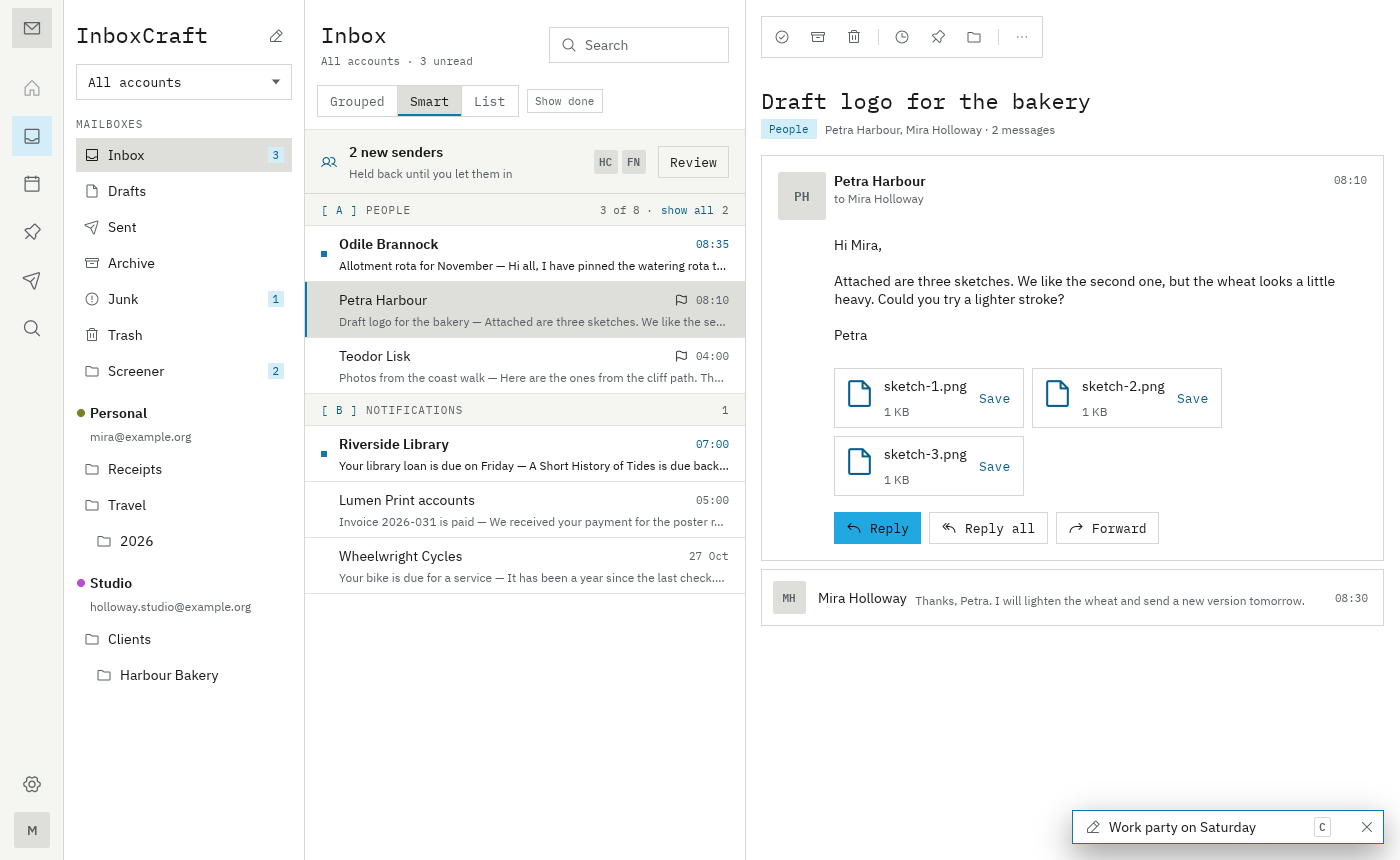 InboxCraft
All accounts
MAILBOXES
Inbox 3
Drafts
Sent
Archive
Junk 1
Trash
Screener 2
Personal
mira@example.org
Receipts
Travel
2026
Studio
holloway.studio@example.org
Clients
Harbour Bakery
M
Inbox
All accounts · 3 unread
Search
Grouped Smart List Show done
2 new senders
Held back until you let them in
HC FN Review
[ A ] PEOPLE 3 of 8 · show all 2
Odile Brannock 08:35
Allotment rota for November — Hi all, I have pinned the watering rota t…
Petra Harbour 08:10
Draft logo for the bakery — Attached are three sketches. We like the se…
Teodor Lisk 04:00
Photos from the coast walk — Here are the ones from the cliff path. Th…
[ B ] NOTIFICATIONS 1
Riverside Library 07:00
Your library loan is due on Friday — A Short History of Tides is due back…
Lumen Print accounts 05:00
Invoice 2026-031 is paid — We received your payment for the poster r…
Wheelwright Cycles 27 Oct
Your bike is due for a service — It has been a year since the last check.…
Draft logo for the bakery
People Petra Harbour, Mira Holloway · 2 messages
PH Petra Harbour 08:10
to Mira Holloway
Hi Mira,
Attached are three sketches. We like the second one, but the wheat looks a little
heavy. Could you try a lighter stroke?
Petra
sketch-1.png 1 KB Save
sketch-2.png 1 KB Save
sketch-3.png 1 KB Save
Reply Reply all Forward
MH Mira Holloway Thanks, Petra. I will lighten the wheat and send a new version tomorrow. 08:30
Work party on Saturday C